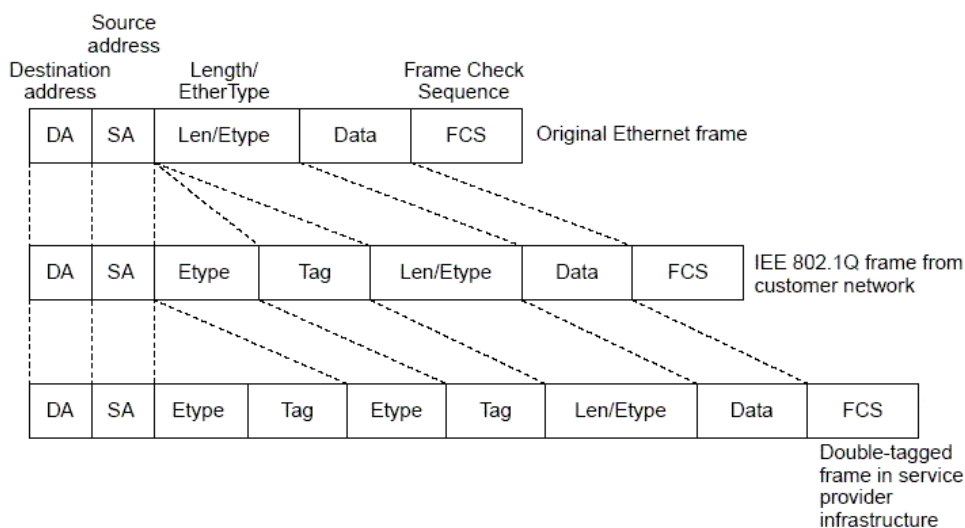 Source
address
Destination
address
Length/
EtherType
Frame Check
Sequence
DA SA Len/Etype Data FCS
Original Ethernet frame
DA SA Etype Tag Len/Etype Data FCS
IEE 802.1Q frame from
customer network
DA SA Etype Tag Etype Tag Len/Etype Data FCS
Double-tagged
frame in service
provider
infrastructure